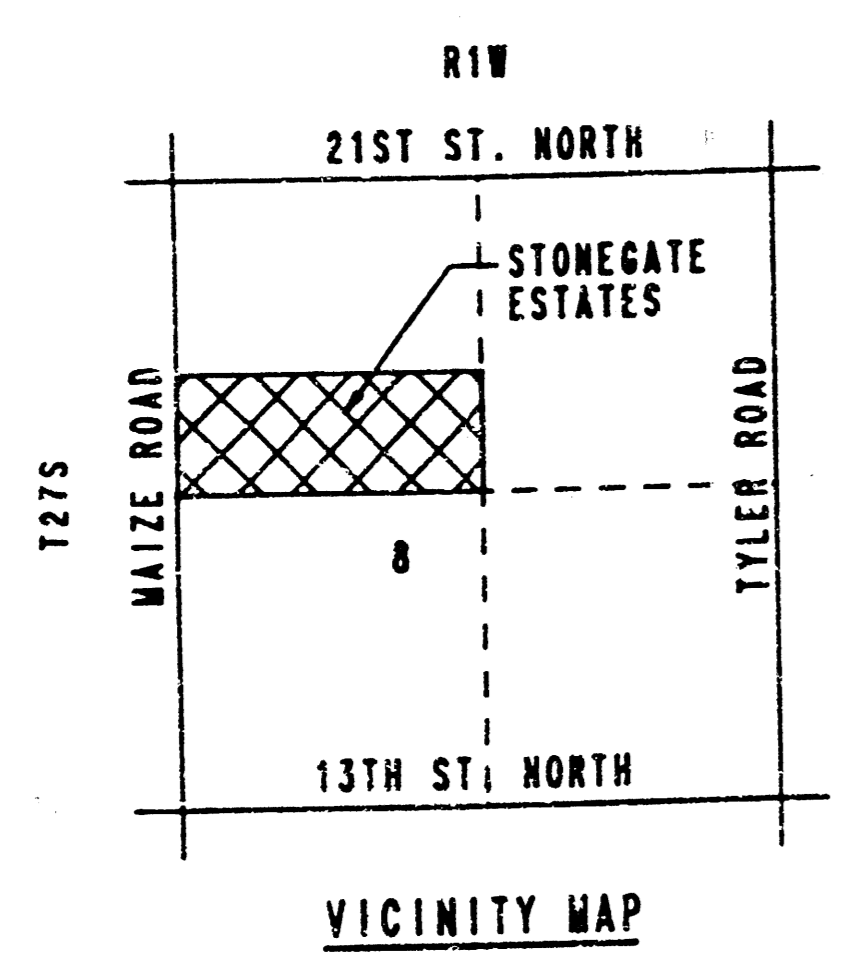 R1W
21ST ST. NORTH
STONEGATE
ESTATES
MAIZE ROAD
TYLER ROAD
T27S
8
13TH ST. NORTH
VICINITY MAP